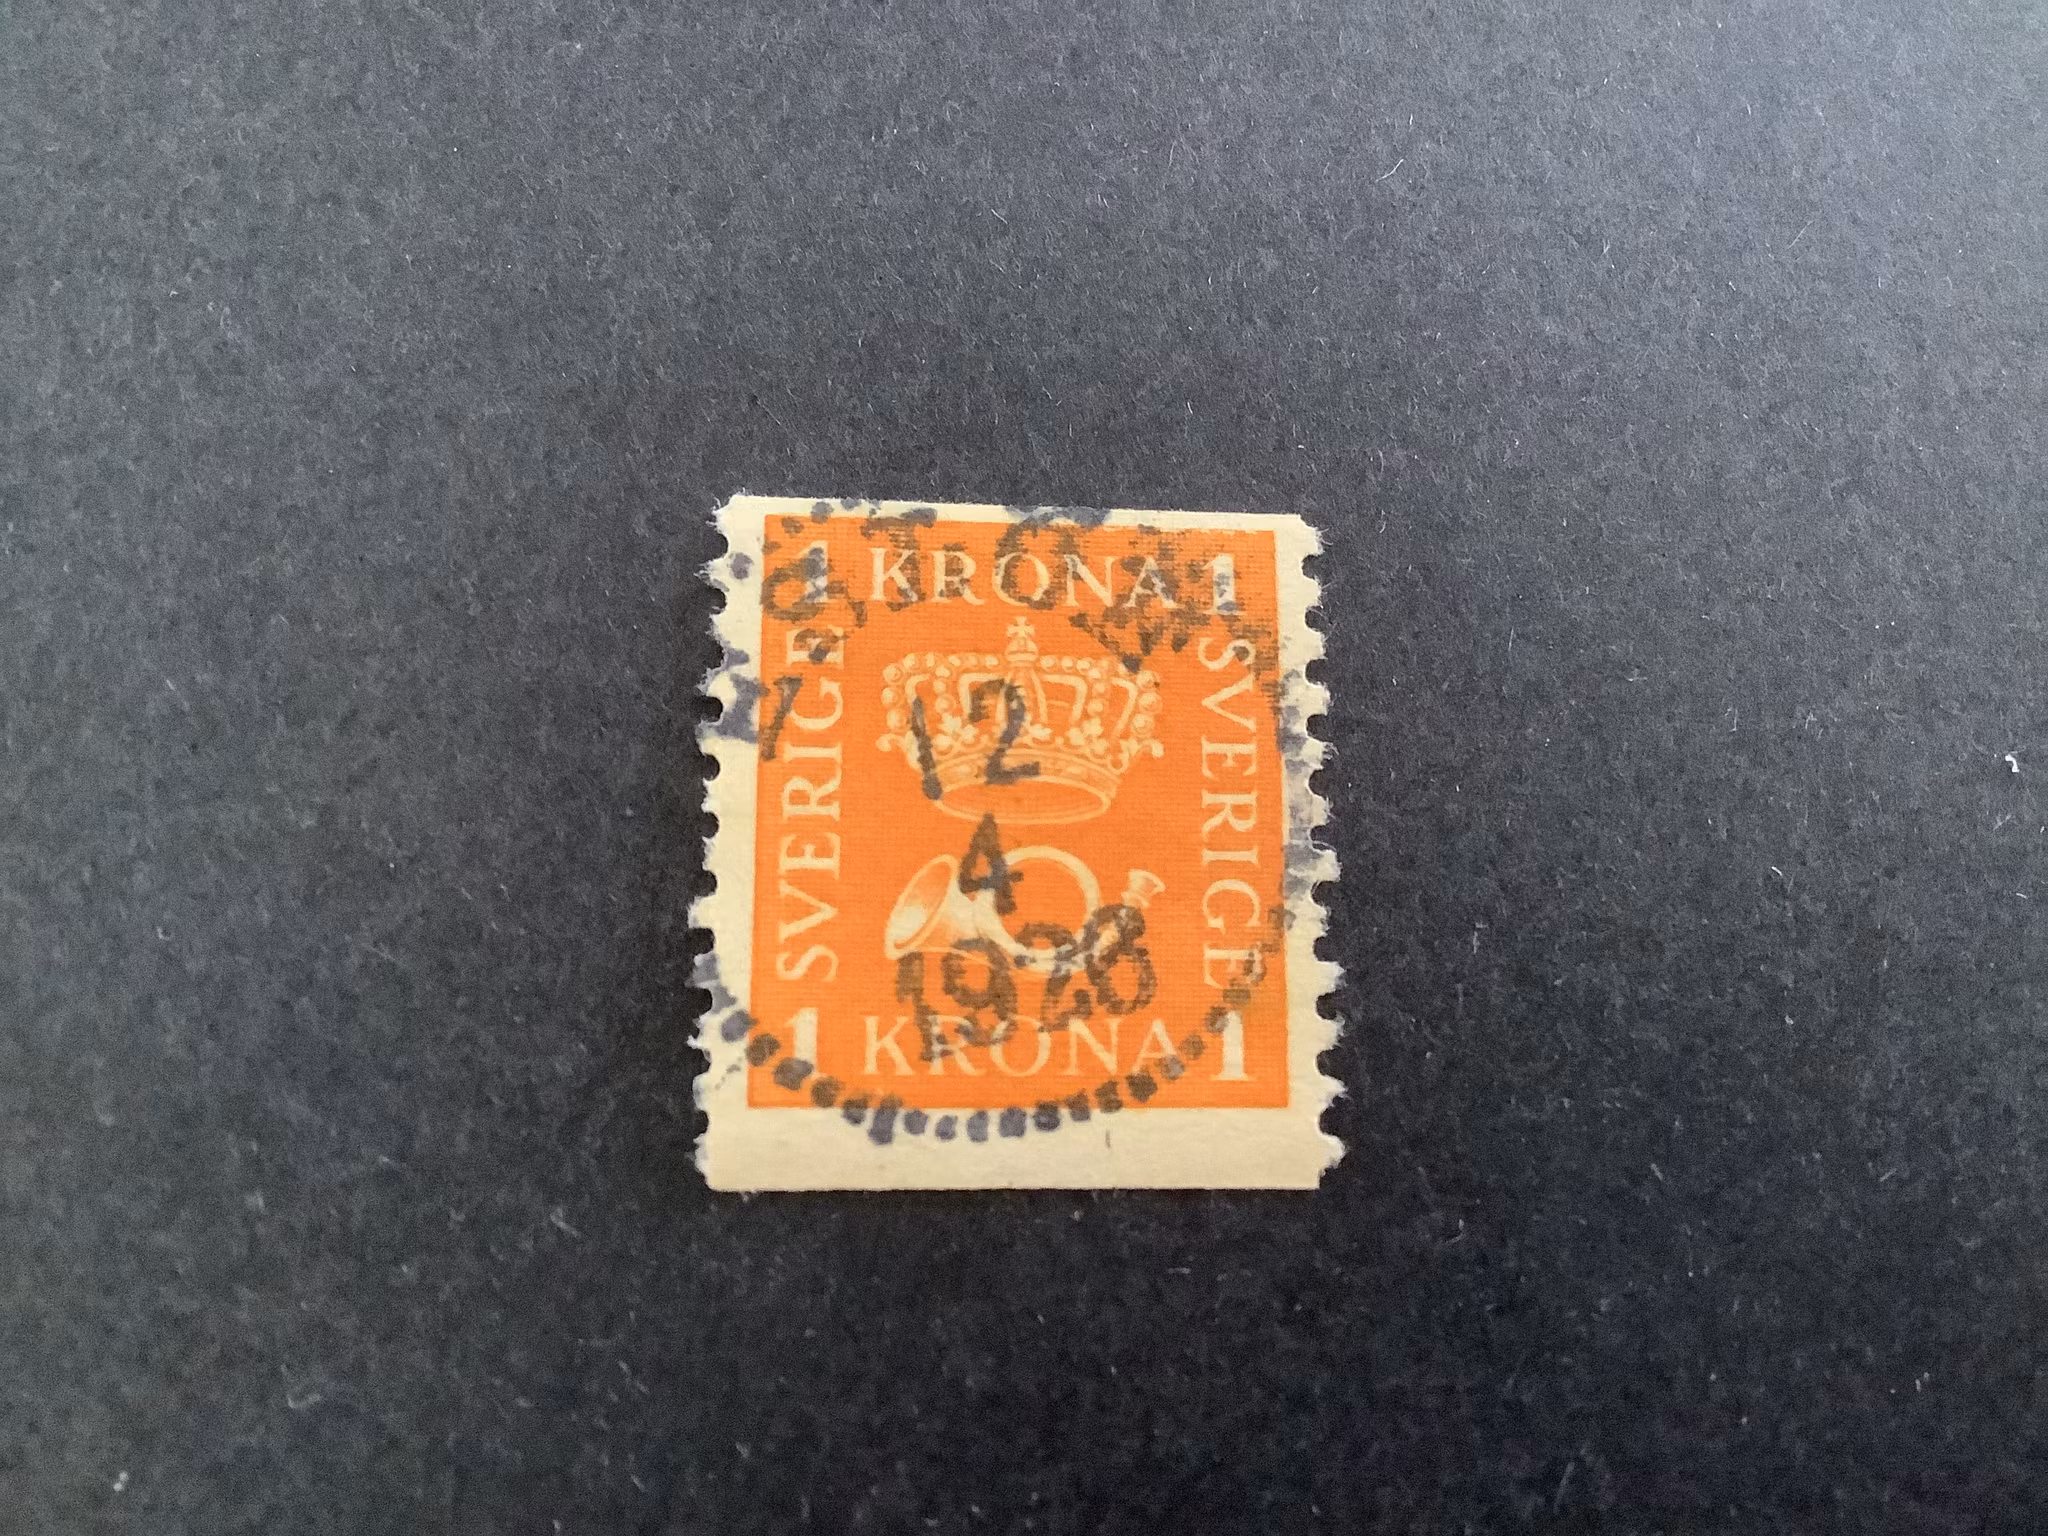 1 KRONA 1
SVERIGE
SVERIGE
12
4
1928
1 KRONA 1